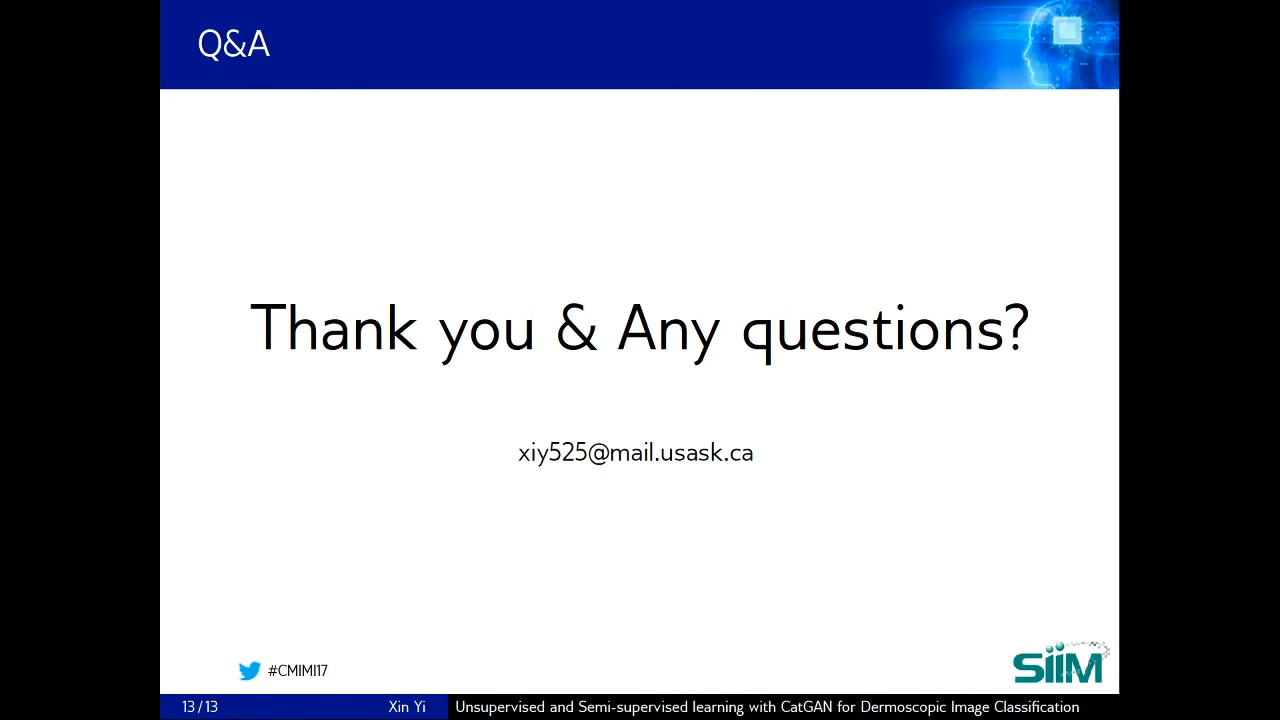 Q&A
Thank you & Any questions?
xiy525@mail.usask.ca
#CMIMI17
SiiM
13/13
Xin Yi
Unsupervised and Semi-supervised learning with CatGAN for Dermoscopic Image Classification